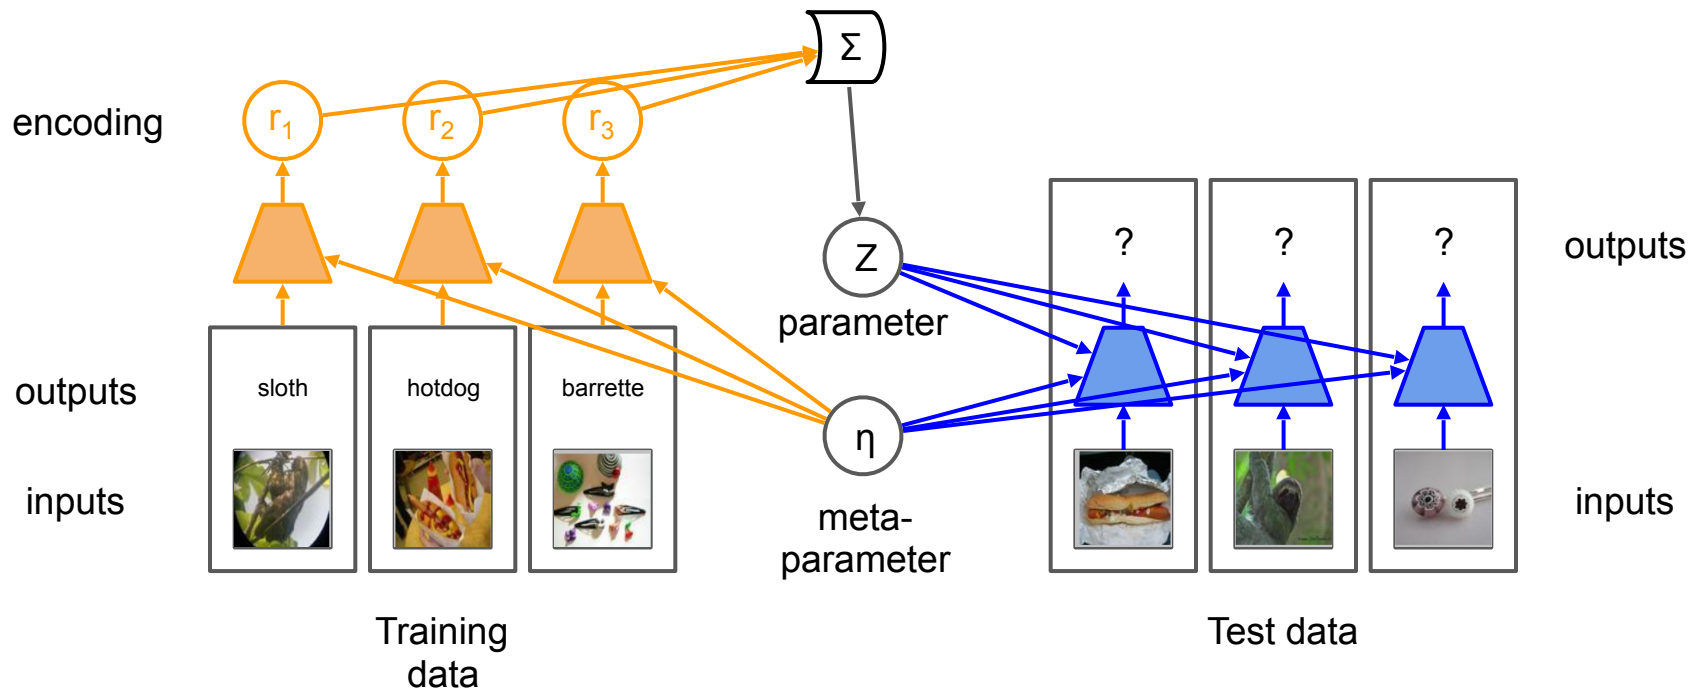 Σ
encoding
r1
r2
r3
Z
parameter
?
?
?
outputs
outputs
sloth
hotdog
barrette
η
inputs
meta-
parameter
inputs
Training
data
Test data